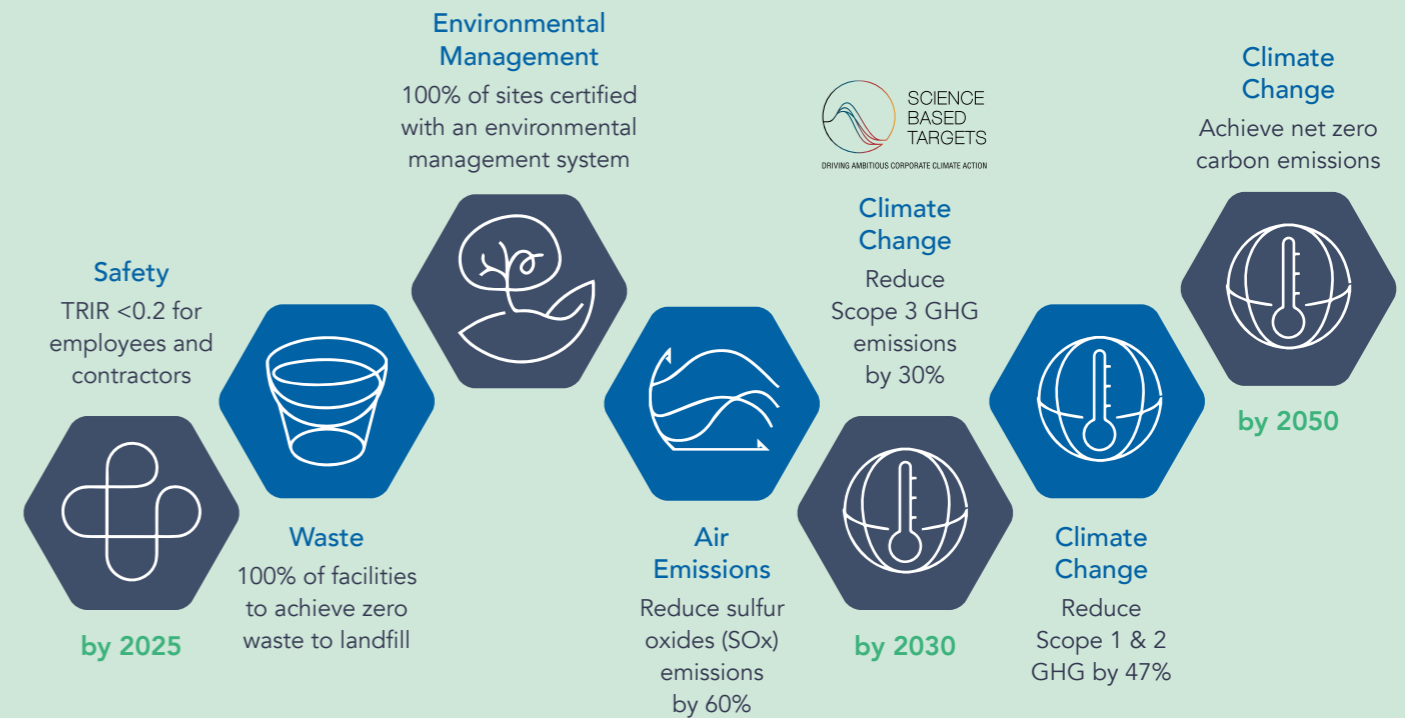 Safety
TRIR <0.2 for
employees and
contractors
by 2025
Waste
100% of facilities
to achieve zero
waste to landfill
Environmental
Management
100% of sites certified
with an environmental
management system
Air
Emissions
Reduce sulfur
oxides (SOx)
emissions
by 60%
SCIENCE
BASED
TARGETS
DRIVING AMBITIOUS CORPORATE CLIMATE ACTION
Climate
Change
Reduce
Scope 3 GHG
emissions
by 30%
by 2030
Climate
Change
Reduce
Scope 1 & 2
GHG by 47%
Climate
Change
Achieve net zero
carbon emissions
by 2050